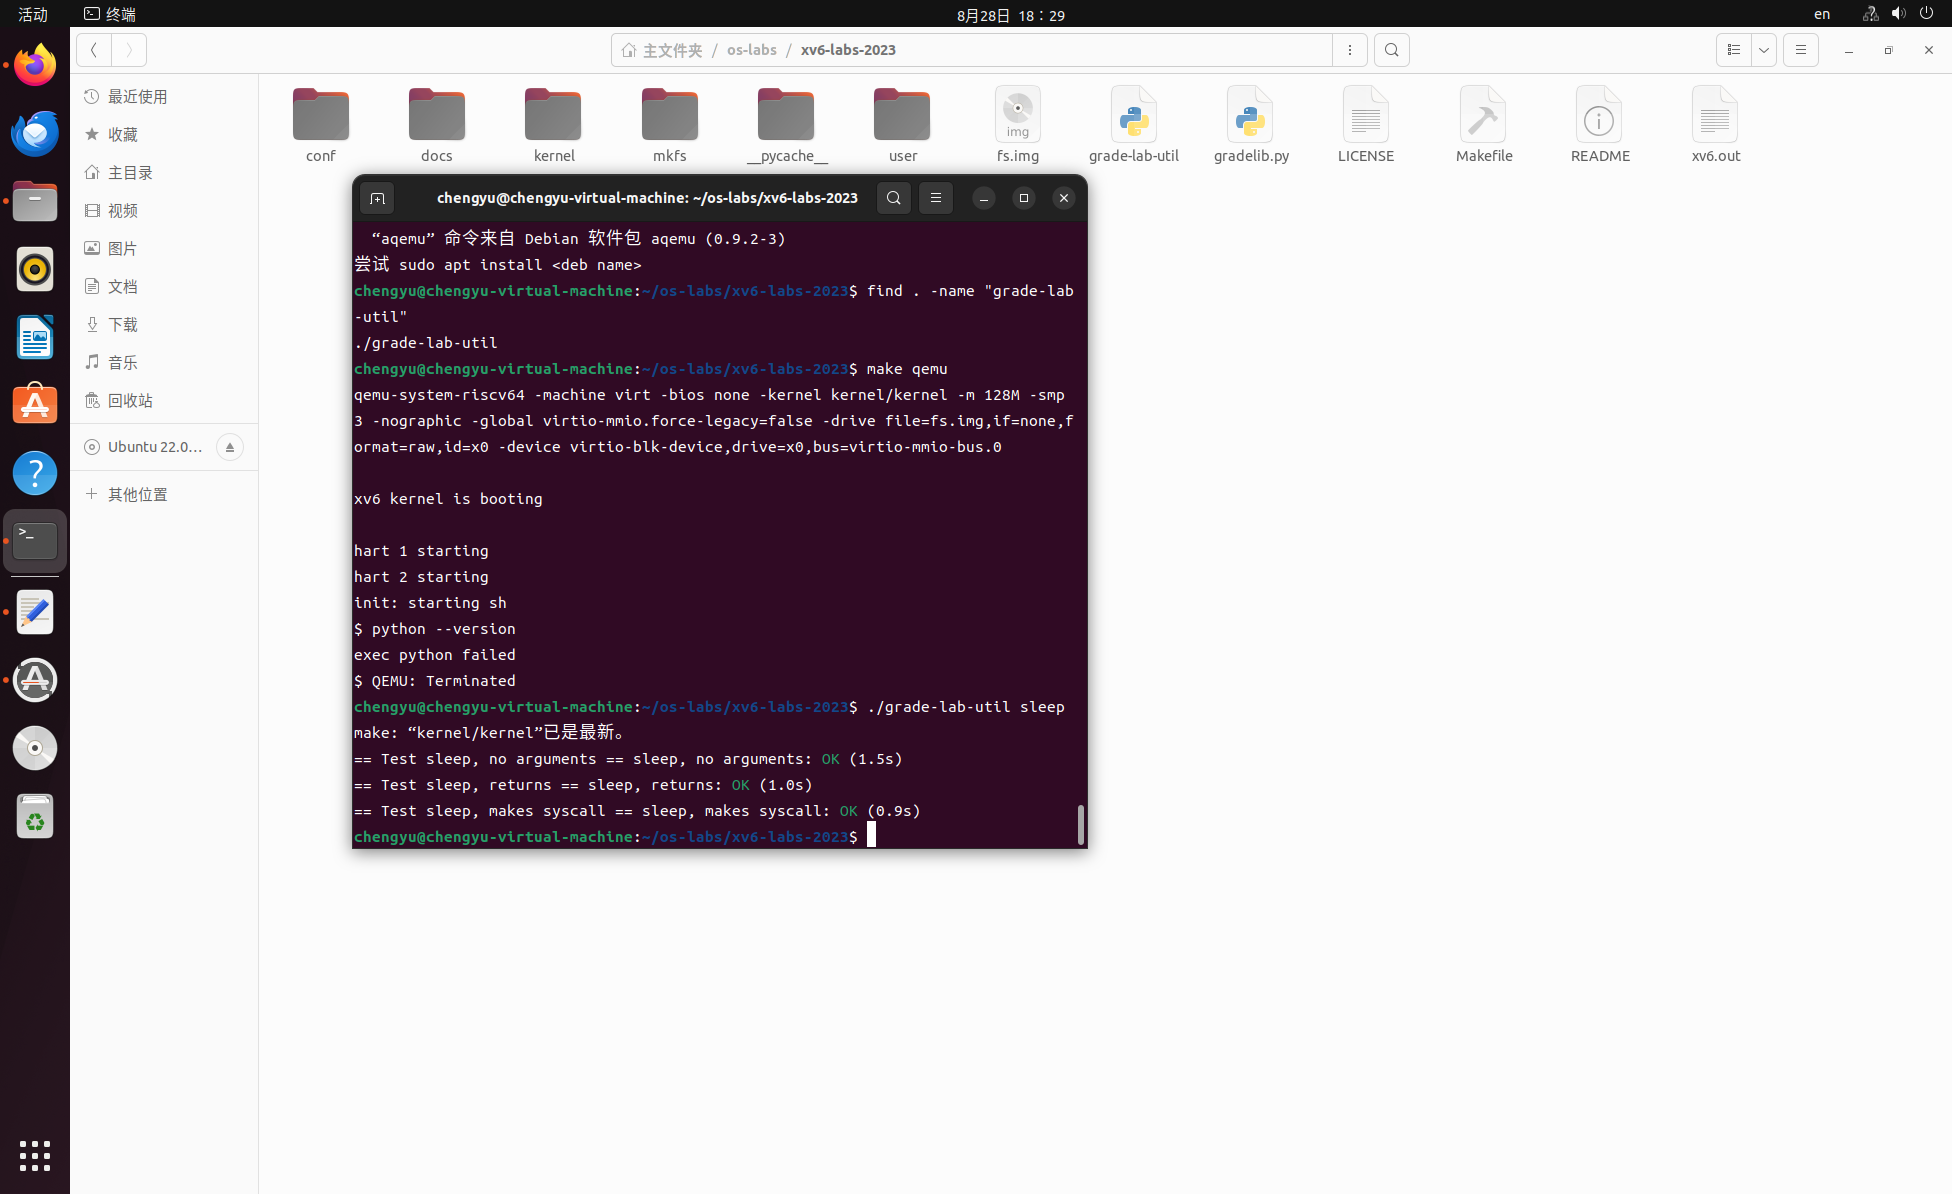 活动
终端
8月28日 18：29
en
主文件夹 / os-labs / xv6-labs-2023
最近使用
收藏
主目录
视频
图片
文档
下载
音乐
回收站
Ubuntu 22.0...
其他位置
conf
docs
kernel
mkfs
__pycache__
user
img
fs.img
grade-lab-util
gradelib.py
LICENSE
Makefile
README
xv6.out
chengyu@chengyu-virtual-machine: ~/os-labs/xv6-labs-2023
“aqemu” 命令来自 Debian 软件包 aqemu (0.9.2-3)
尝试 sudo apt install <deb name>
chengyu@chengyu-virtual-machine:~/os-labs/xv6-labs-2023$ find . -name "grade-lab
-util"
./grade-lab-util
chengyu@chengyu-virtual-machine:~/os-labs/xv6-labs-2023$ make qemu
qemu-system-riscv64 -machine virt -bios none -kernel kernel/kernel -m 128M -smp
3 -nographic -global virtio-mmio.force-legacy=false -drive file=fs.img,if=none,f
ormat=raw,id=x0 -device virtio-blk-device,drive=x0,bus=virtio-mmio-bus.0
xv6 kernel is booting
hart 1 starting
hart 2 starting
init: starting sh
$ python --version
exec python failed
$ QEMU: Terminated
chengyu@chengyu-virtual-machine:~/os-labs/xv6-labs-2023$ ./grade-lab-util sleep
make: “kernel/kernel”已是最新。
== Test sleep, no arguments == sleep, no arguments: OK (1.5s)
== Test sleep, returns == sleep, returns: OK (1.0s)
== Test sleep, makes syscall == sleep, makes syscall: OK (0.9s)
chengyu@chengyu-virtual-machine:~/os-labs/xv6-labs-2023$